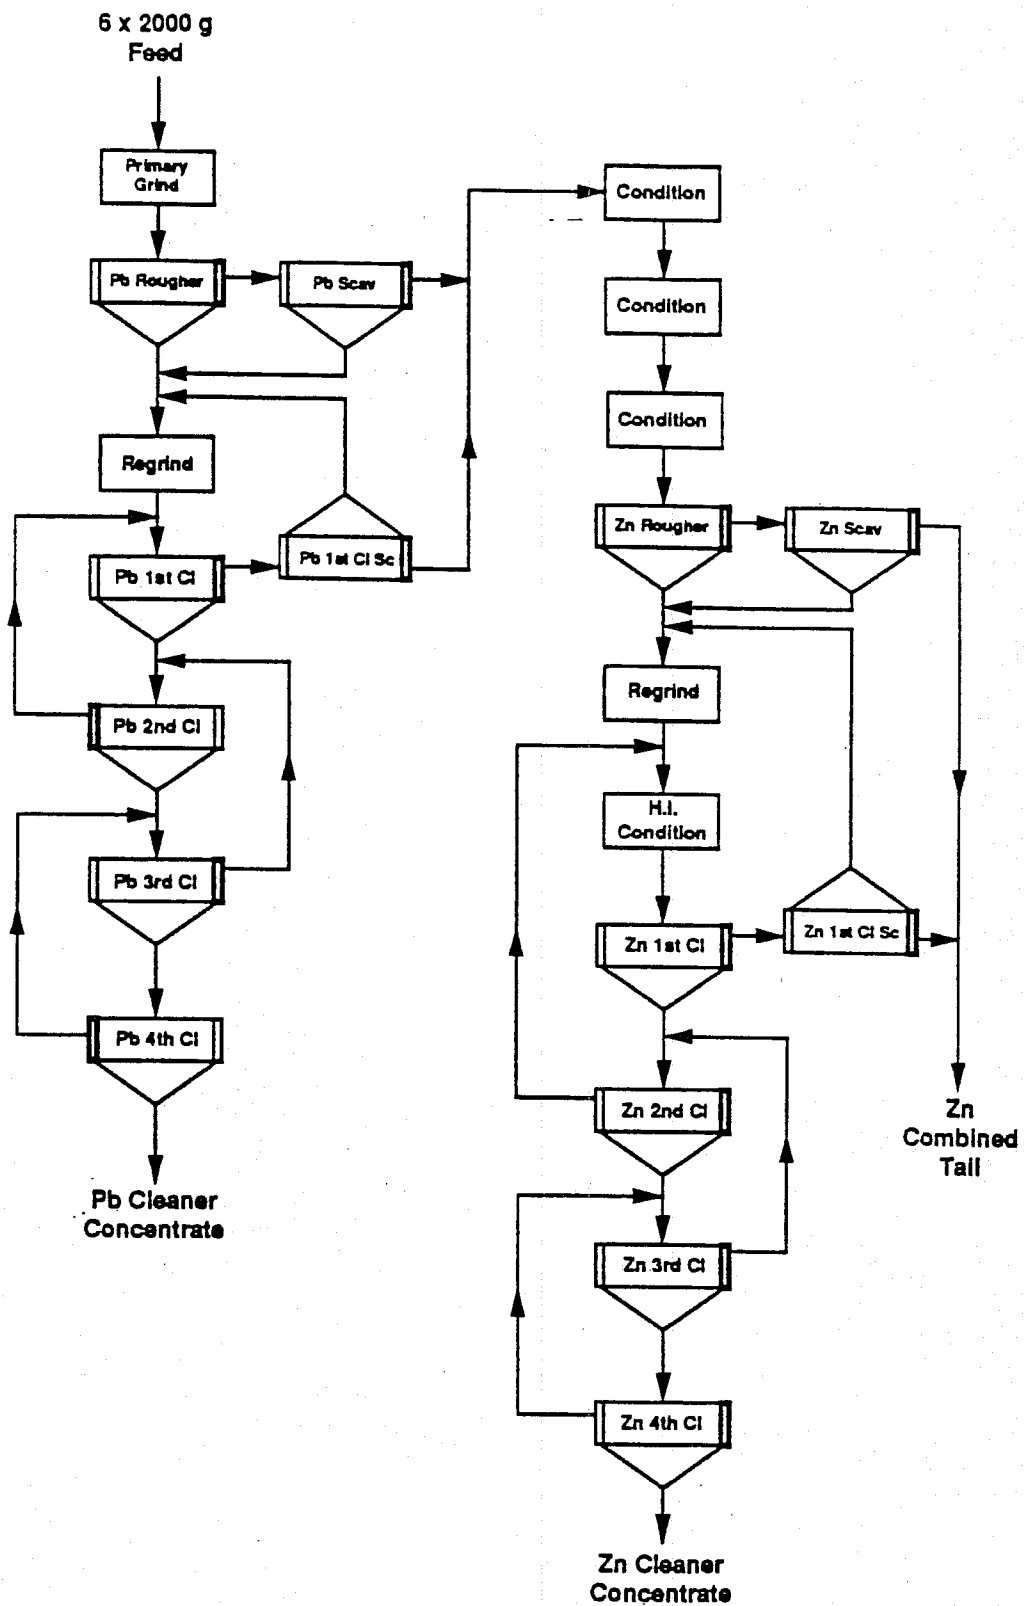 6 x 2000 g
Feed
Primary
Grind
Pb Rougher
Pb Scav
Regrind
Pb 1st Cl
Pb 1st Cl Sc
Pb 2nd Cl
Pb 3rd Cl
Pb 4th Cl
Pb Cleaner
Concentrate
Condition
Condition
Condition
Zn Rougher
Zn Scav
Regrind
H.I.
Condition
Zn 1st Cl
Zn 1st Cl Sc
Zn 2nd Cl
Zn 3rd Cl
Zn 4th Cl
Zn
Combined
Tail
Zn Cleaner
Concentrate